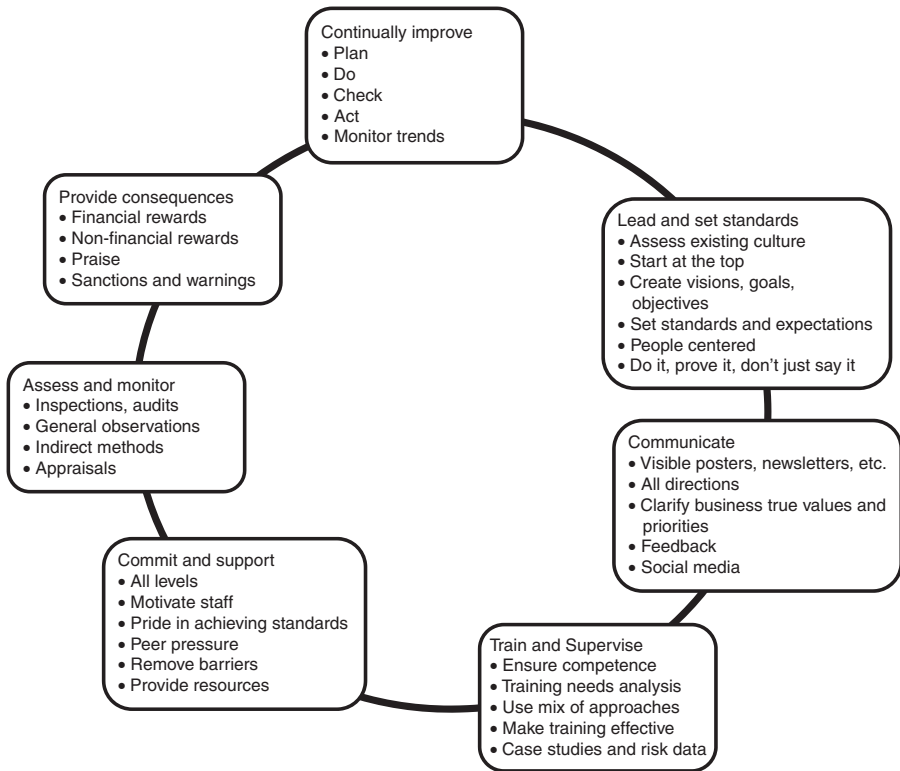 Continually improve
• Plan
• Do
• Check
• Act
• Monitor trends
Lead and set standards
• Assess existing culture
• Start at the top
• Create visions, goals,
objectives
• Set standards and expectations
• People centered
• Do it, prove it, don't just say it
Communicate
• Visible posters, newsletters, etc.
• All directions
• Clarify business true values and
priorities
• Feedback
• Social media
Train and Supervise
• Ensure competence
• Training needs analysis
• Use mix of approaches
• Make training effective
• Case studies and risk data
Commit and support
• All levels
• Motivate staff
• Pride in achieving standards
• Peer pressure
• Remove barriers
• Provide resources
Assess and monitor
• Inspections, audits
• General observations
• Indirect methods
• Appraisals
Provide consequences
• Financial rewards
• Non-financial rewards
• Praise
• Sanctions and warnings